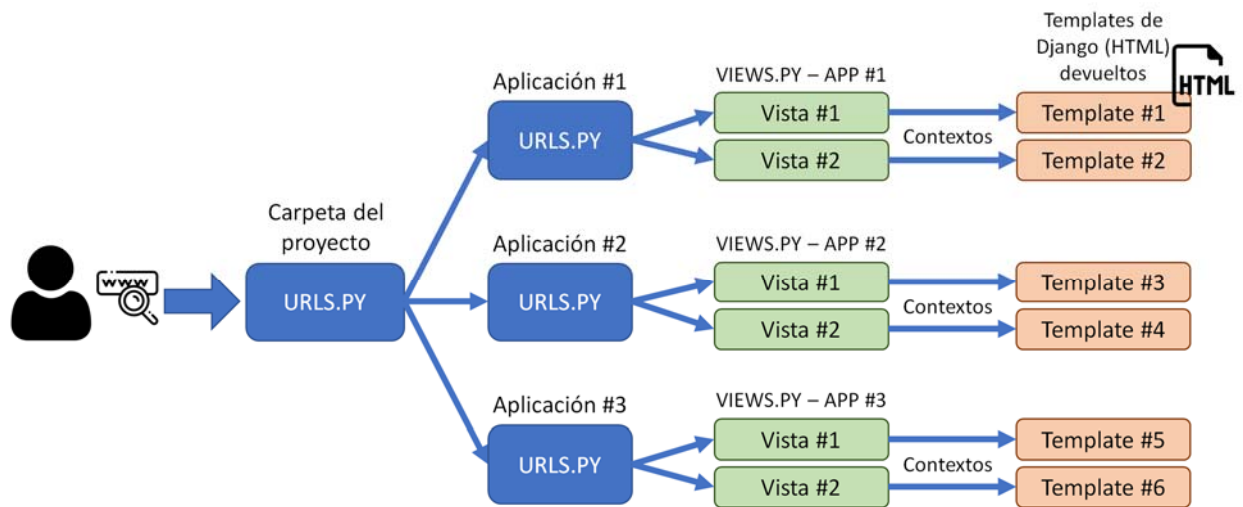 Templates de
Django (HTML)
devueltos
HTML
Aplicación #1
VIEWS.PY – APP #1
URLS.PY
Vista #1
Contextos
Template #1
Vista #2
Template #2
Carpeta del
proyecto
www
URLS.PY
Aplicación #2
VIEWS.PY – APP #2
URLS.PY
Vista #1
Contextos
Template #3
Vista #2
Template #4
Aplicación #3
VIEWS.PY – APP #3
URLS.PY
Vista #1
Contextos
Template #5
Vista #2
Template #6